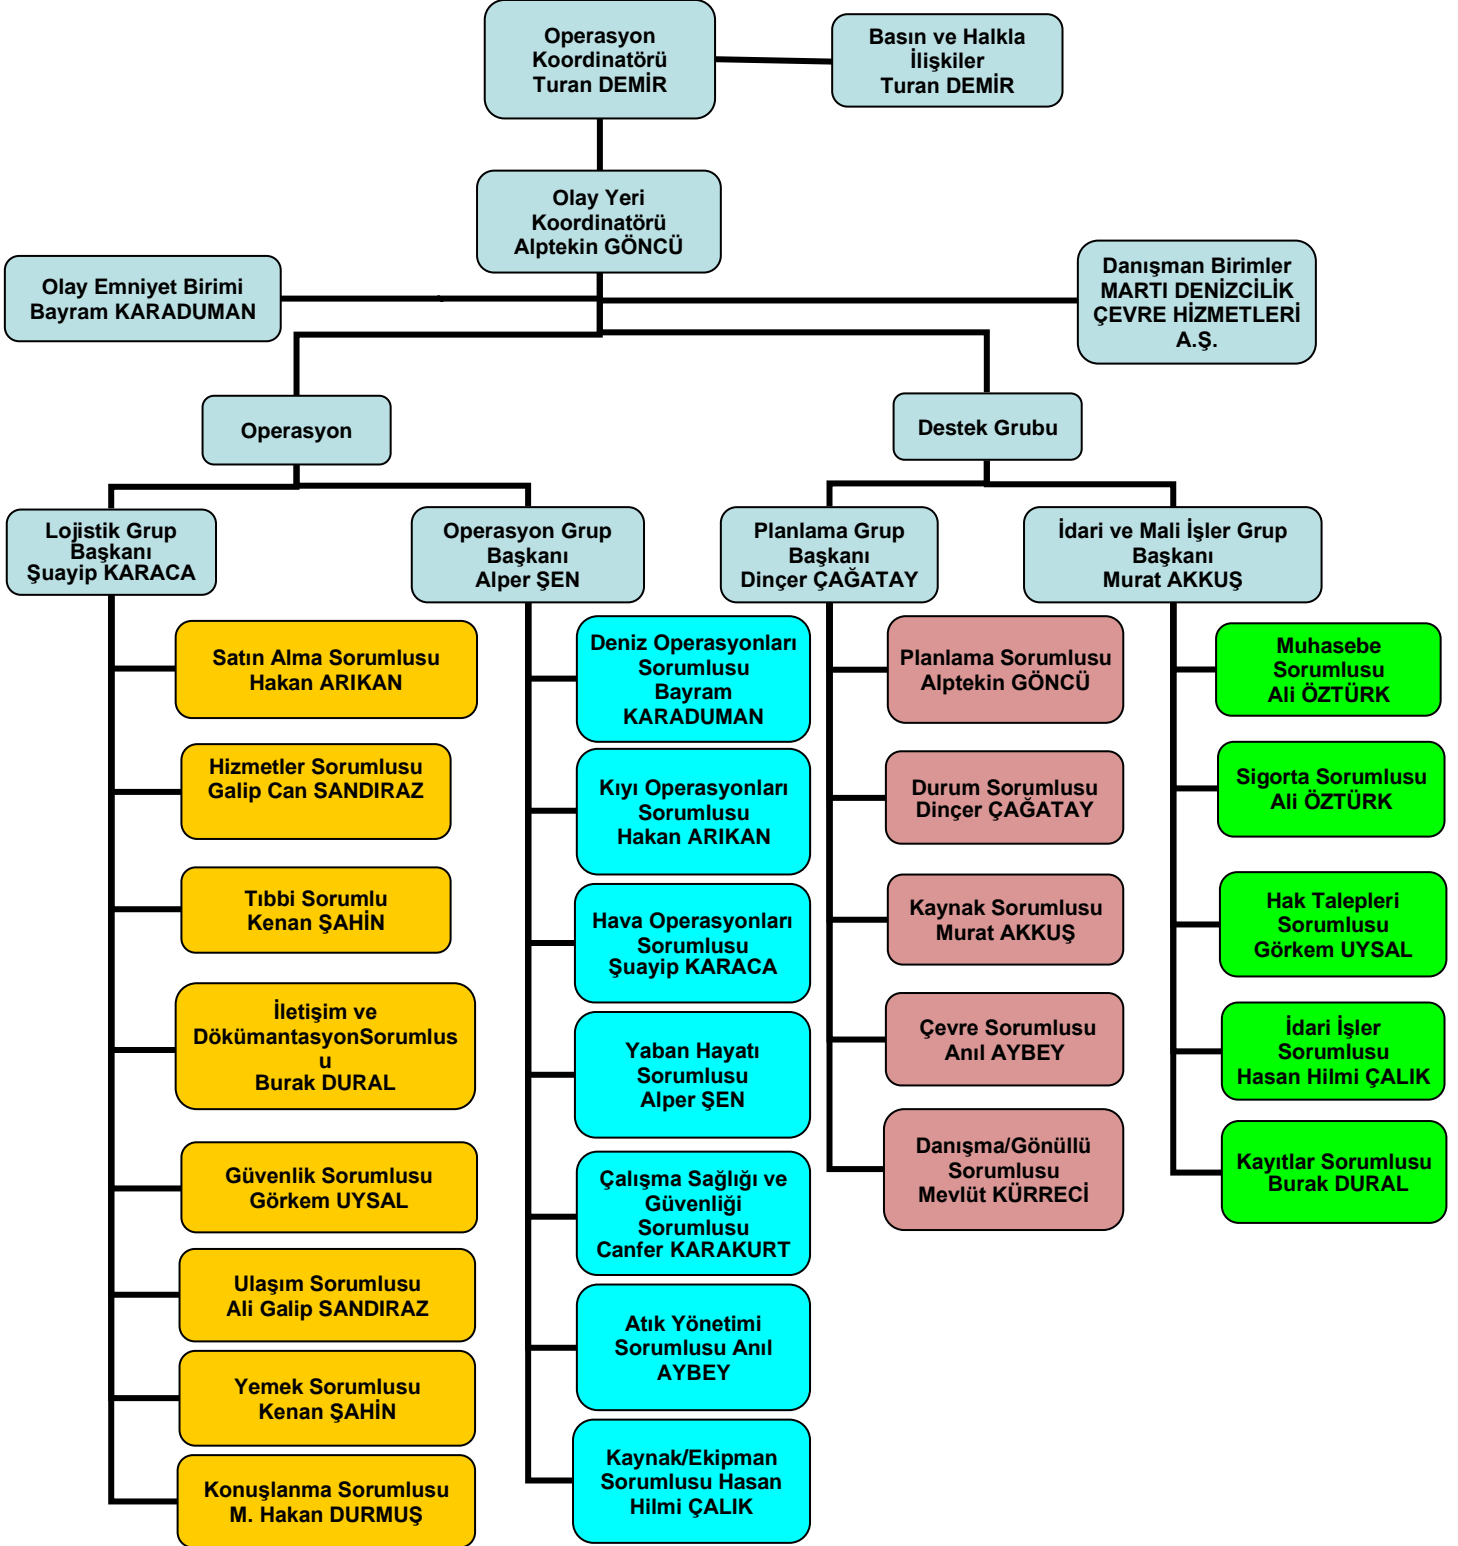 Operasyon
Koordinatörü
Turan DEMİR
Basın ve Halkla
İlişkiler
Turan DEMİR
Olay Yeri
Koordinatörü
Alptekin GÖNCÜ
Olay Emniyet Birimi
Bayram KARADUMAN
Danışman Birimler
MARTI DENİZCİLİK
ÇEVRE HİZMETLERİ
A.Ş.
Operasyon
Destek Grubu
Lojistik Grup
Başkanı
Şuayip KARACA
Operasyon Grup
Başkanı
Alper ŞEN
Planlama Grup
Başkanı
Dinçer ÇAĞATAY
İdari ve Mali İşler Grup
Başkanı
Murat AKKUŞ
Satın Alma Sorumlusu
Hakan ARIKAN
Hizmetler Sorumlusu
Galip Can SANDIRAZ
Tıbbi Sorumlu
Kenan ŞAHİN
İletişim ve
DökümantasyonSorumlus
u
Burak DURAL
Güvenlik Sorumlusu
Görkem UYSAL
Ulaşım Sorumlusu
Ali Galip SANDIRAZ
Yemek Sorumlusu
Kenan ŞAHİN
Konuşlanma Sorumlusu
M. Hakan DURMUŞ
Deniz Operasyonları
Sorumlusu
Bayram
KARADUMAN
Kıyı Operasyonları
Sorumlusu
Hakan ARIKAN
Hava Operasyonları
Sorumlusu
Şuayip KARACA
Yaban Hayatı
Sorumlusu
Alper ŞEN
Çalışma Sağlığı ve
Güvenliği
Sorumlusu
Canfer KARAKURT
Atık Yönetimi
Sorumlusu Anıl
AYBEY
Kaynak/Ekipman
Sorumlusu Hasan
Hilmi ÇALIK
Planlama Sorumlusu
Alptekin GÖNCÜ
Durum Sorumlusu
Dinçer ÇAĞATAY
Kaynak Sorumlusu
Murat AKKUŞ
Çevre Sorumlusu
Anıl AYBEY
Danışma/Gönüllü
Sorumlusu
Mevlüt KÜRRECİ
Muhasebe
Sorumlusu
Ali ÖZTÜRK
Sigorta Sorumlusu
Ali ÖZTÜRK
Hak Talepleri
Sorumlusu
Görkem UYSAL
İdari İşler
Sorumlusu
Hasan Hilmi ÇALIK
Kayıtlar Sorumlusu
Burak DURAL